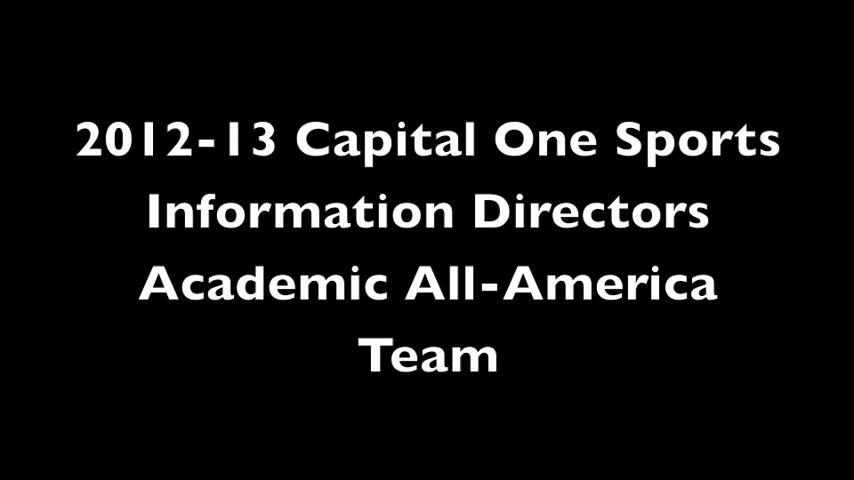 2012-13 Capital One Sports
Information Directors
Academic All-America
Team